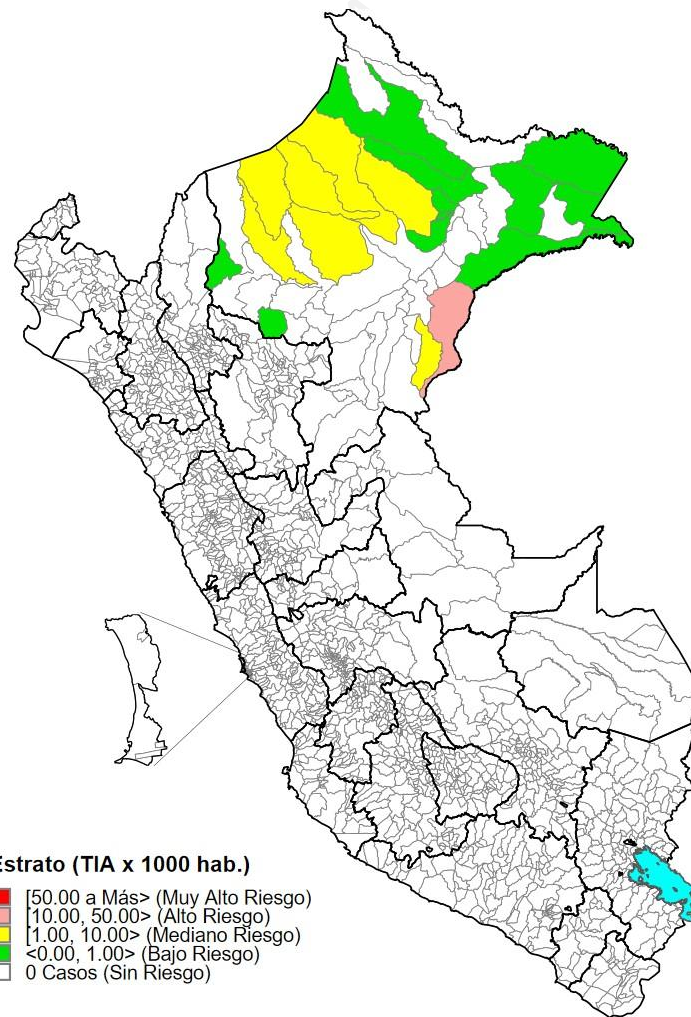 Estrato (TIA x 1000 hab.)
[50.00 a Más> (Muy Alto Riesgo)
[10.00, 50.00> (Alto Riesgo)
[1.00, 10.00> (Mediano Riesgo)
<0.00, 1.00> (Bajo Riesgo)
0 Casos (Sin Riesgo)